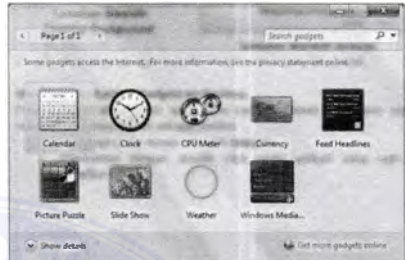 Page 1 of 1
Search gadgets
Some gadgets access the Internet. For more information, see the privacy statement online.
Calendar
Clock
CPU Meter
Currency
Feed Headlines
Picture Puzzle
Slide Show
Weather
Windows Media...
Show details
Get more gadgets online